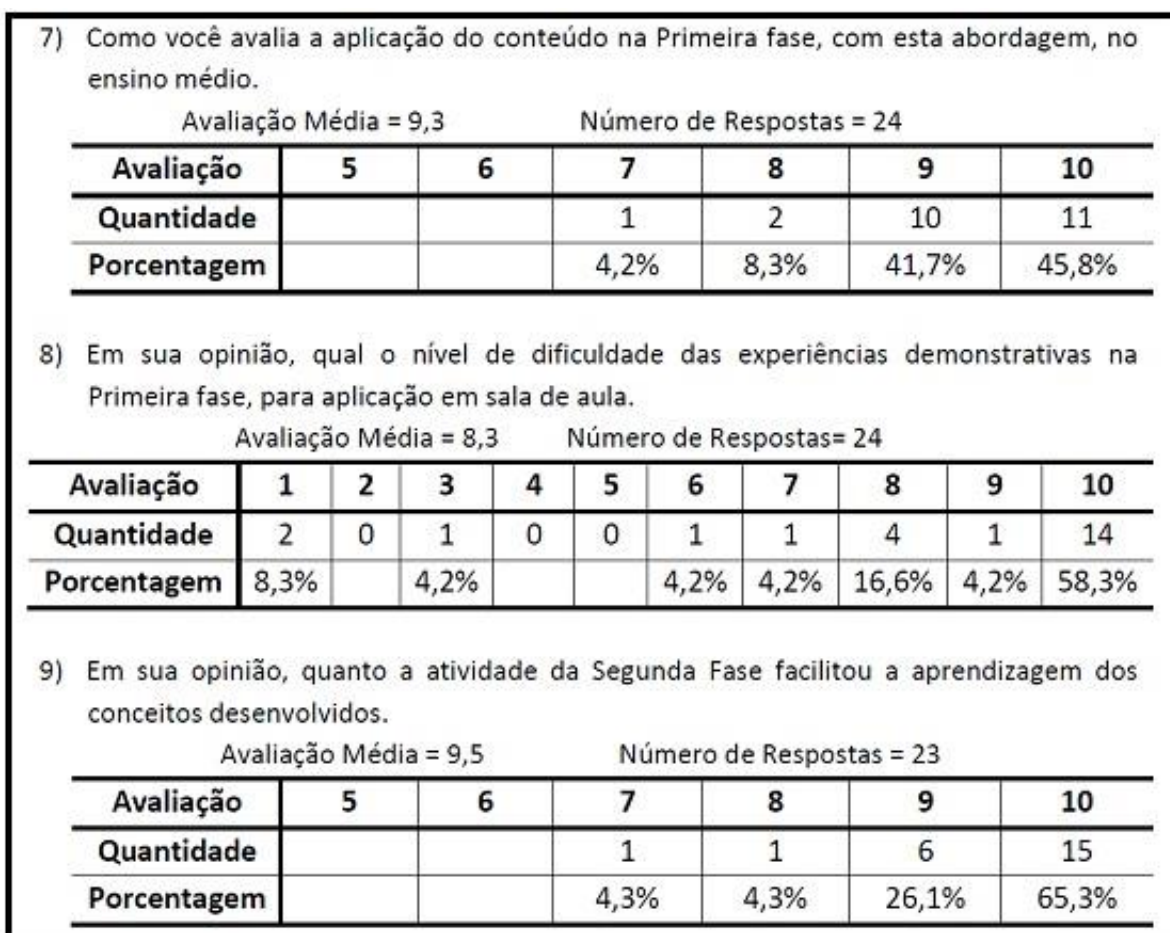 7) Como você avalia a aplicação do conteúdo na Primeira fase, com esta abordagem, no
ensino médio.
Avaliação Média = 9,3 Número de Respostas = 24
Avaliação 5 6 7 8 9 10
Quantidade 1 2 10 11
Porcentagem 4,2% 8,3% 41,7% 45,8%
8) Em sua opinião, qual o nível de dificuldade das experiências demonstrativas na
Primeira fase, para aplicação em sala de aula.
Avaliação Média = 8,3 Número de Respostas= 24
Avaliação 1 2 3 4 5 6 7 8 9 10
Quantidade 2 0 1 0 0 1 1 4 1 14
Porcentagem 8,3% 4,2% 4,2% 4,2% 16,6% 4,2% 58,3%
9) Em sua opinião, quanto a atividade da Segunda Fase facilitou a aprendizagem dos
conceitos desenvolvidos.
Avaliação Média = 9,5 Número de Respostas = 23
Avaliação 5 6 7 8 9 10
Quantidade 1 1 6 15
Porcentagem 4,3% 4,3% 26,1% 65,3%